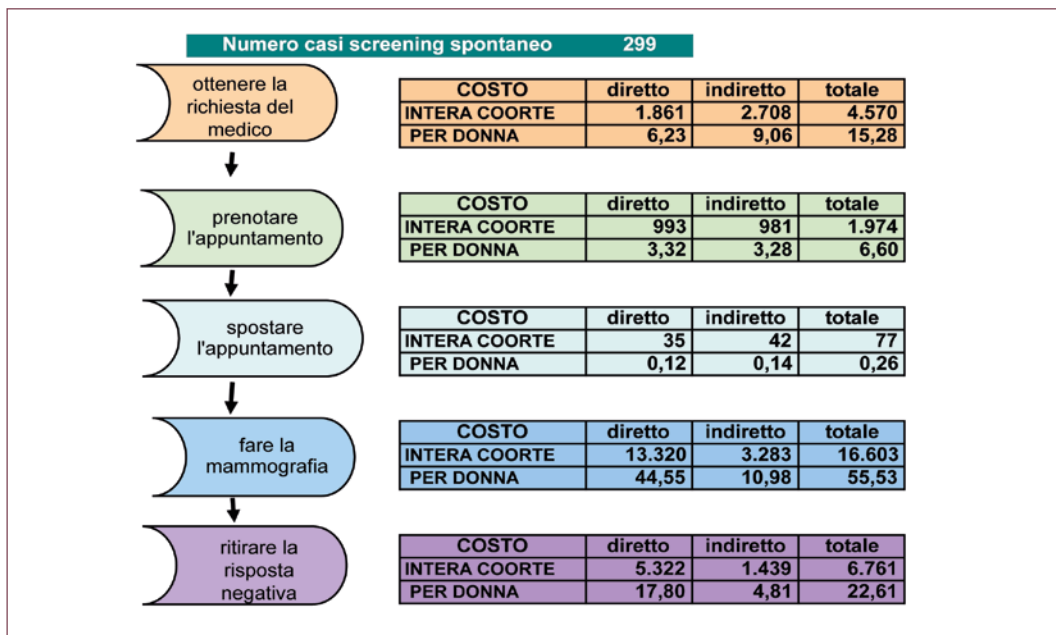 Numero casi screening spontaneo 299
ottenere la
richiesta del
medico
COSTO diretto indiretto totale
INTERA COORTE 1.861 2.708 4.570
PER DONNA 6,23 9,06 15,28
prenotare
l'appuntamento
COSTO diretto indiretto totale
INTERA COORTE 993 981 1.974
PER DONNA 3,32 3,28 6,60
spostare
l'appuntamento
COSTO diretto indiretto totale
INTERA COORTE 35 42 77
PER DONNA 0,12 0,14 0,26
fare la
mammografia
COSTO diretto indiretto totale
INTERA COORTE 13.320 3.283 16.603
PER DONNA 44,55 10,98 55,53
ritirare la
risposta
negativa
COSTO diretto indiretto totale
INTERA COORTE 5.322 1.439 6.761
PER DONNA 17,80 4,81 22,61